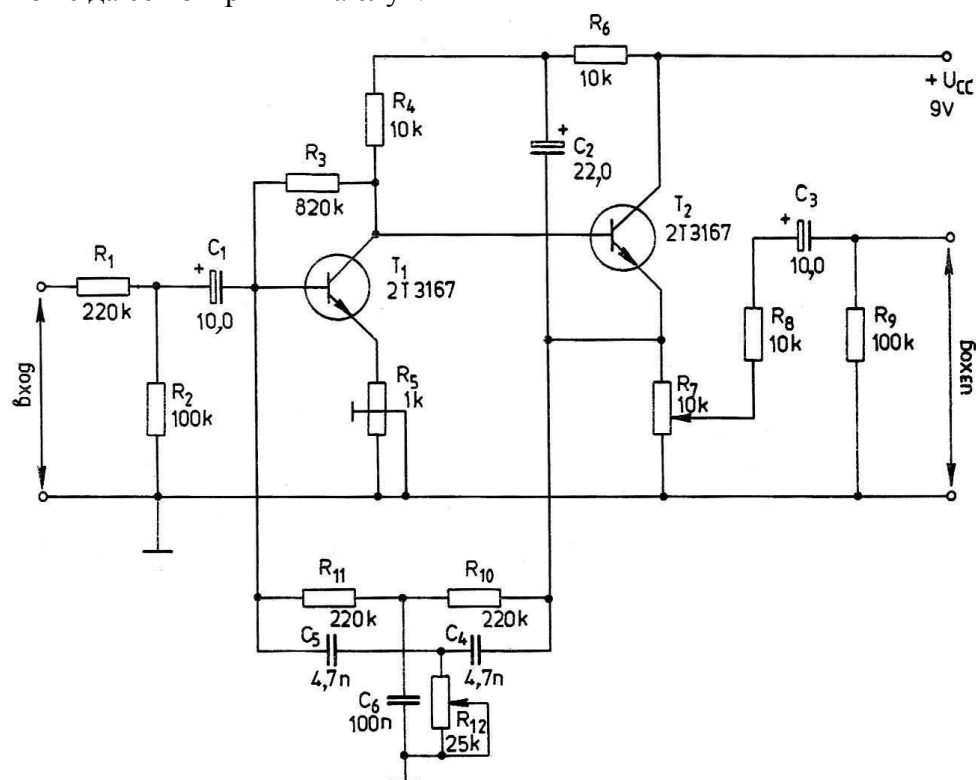 R6
10k
+ Ucc
9V
R4
10k
+
C2
22,0
R3
820k
T2
2T3167
C3
+
10,0
R1
220k
C1
+
10,0
T1
2T3167
R8
10k
R9
100k
вход
R2
100k
R5
1k
R7
10k
R11
220k
R10
220k
C5
4,7n
C4
4,7n
C6
100n
R12
25k